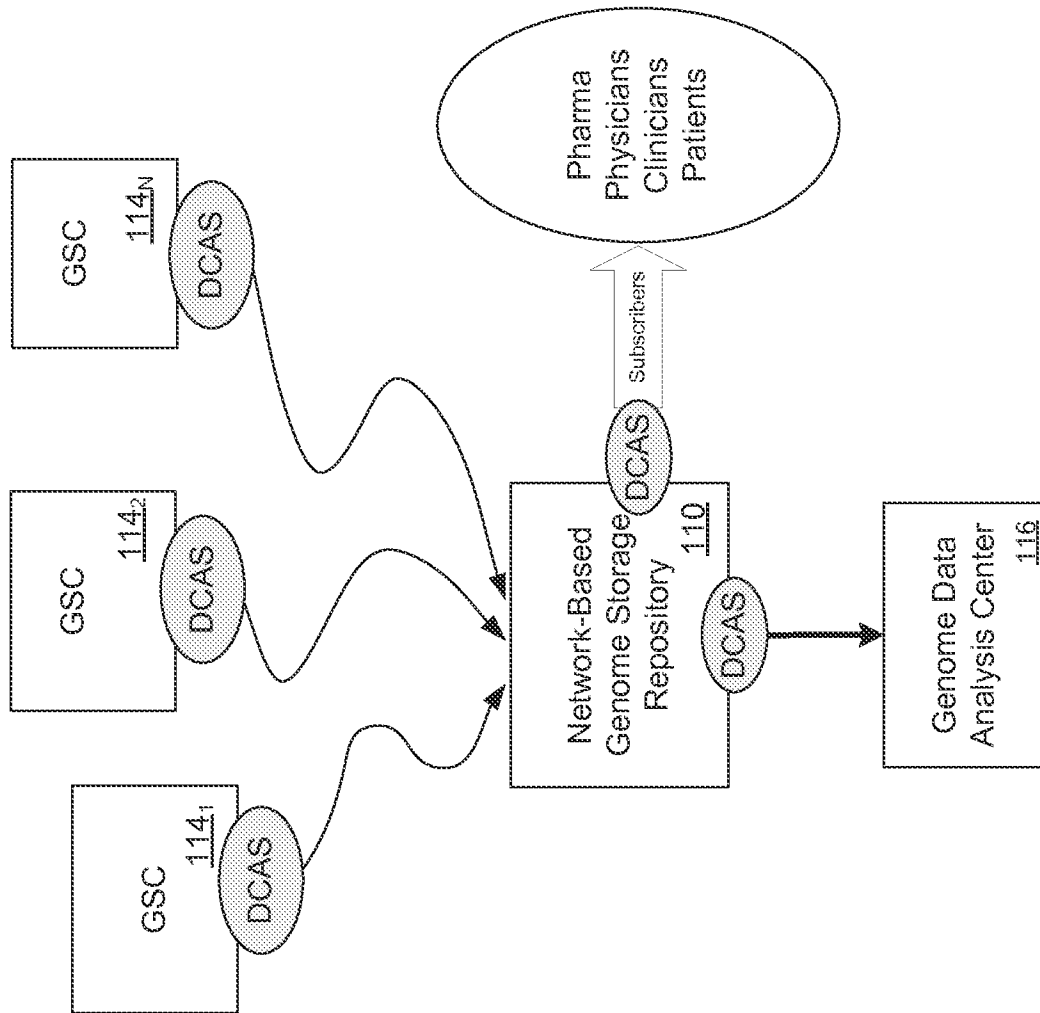 GSC
114₁
DCAS
GSC
114₂
DCAS
GSC
114N
DCAS
Network-Based
Genome Storage
Repository
110
DCAS
DCAS
Subscribers
Pharma
Physicians
Clinicians
Patients
Genome Data
Analysis Center
116